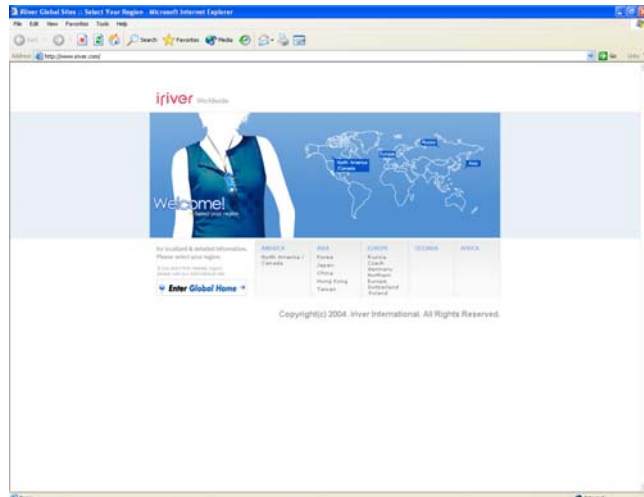 iRiver Global Sites :: Select Your Region - Microsoft Internet Explorer
File Edit View Favorites Tools Help
Search Favorites Media
Address http://www.iriver.com/ Go
iriver Worldwide
Russia
Europe
Asia
North America
Canada
Welcome!
Select your region
for localized & detailed information,
Please select your region.
Enter Global Home
AMERICA
North America /
Canada
ASIA
Korea
Japan
China
Hong Kong
Taiwan
EUROPE
Russia
Czech
Germany
Northern
Europe
Switzerland
Poland
OCEANIA
AFRICA
Copyright(c) 2004. iriver International. All Rights Reserved.